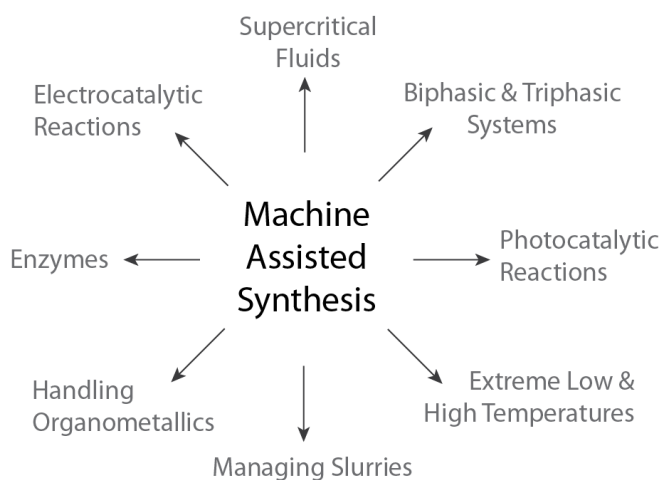 Supercritical
Fluids
Electrocatalytic
Reactions
Biphasic & Triphasic
Systems
Machine
Assisted
Synthesis
Enzymes
Photocatalytic
Reactions
Handling
Organometallics
Extreme Low &
High Temperatures
Managing Slurries